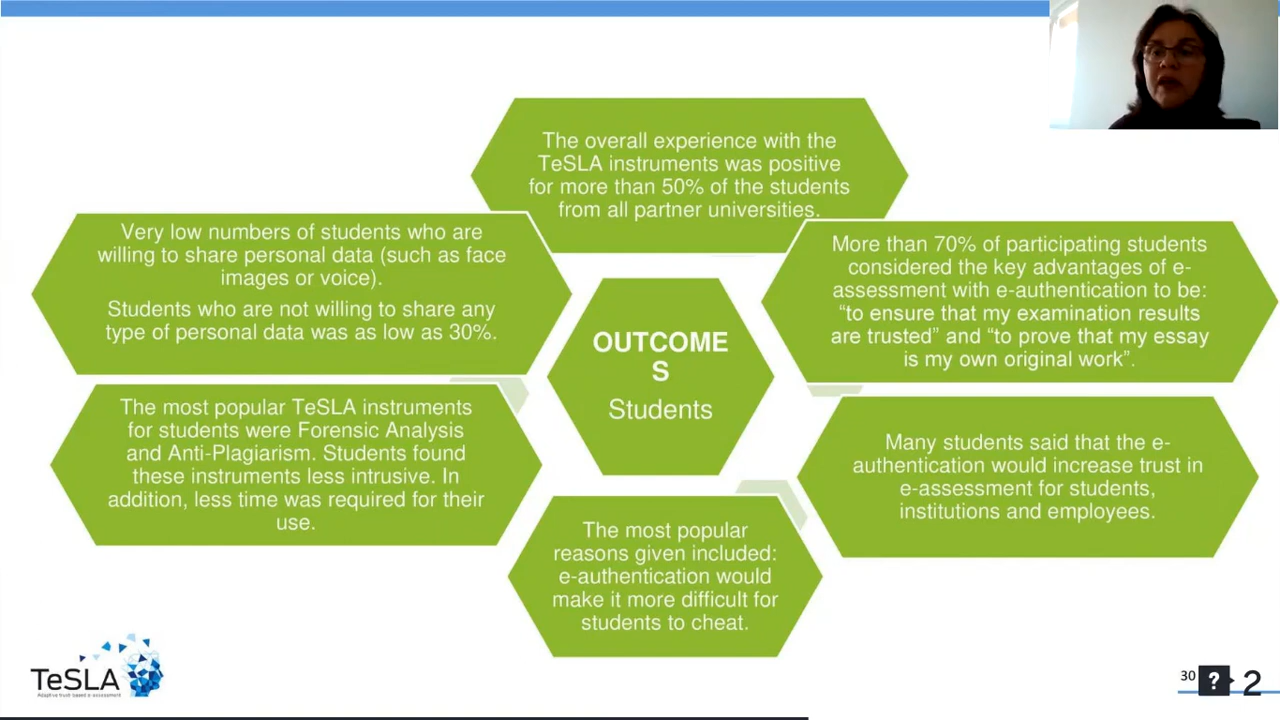 The overall experience with the
TeSLA instruments was positive
for more than 50% of the students
from all partner universities.
Very low numbers of students who are
willing to share personal data (such as face
images or voice).
Students who are not willing to share any
type of personal data was as low as 30%.
More than 70% of participating students
considered the key advantages of e-
assessment with e-authentication to be:
“to ensure that my examination results
are trusted” and “to prove that my essay
is my own original work”.
OUTCOME
S
Students
The most popular TeSLA instruments
for students were Forensic Analysis
and Anti-Plagiarism. Students found
these instruments less intrusive. In
addition, less time was required for their
use.
Many students said that the e-
authentication would increase trust in
e-assessment for students,
institutions and employees.
The most popular
reasons given included:
e-authentication would
make it more difficult for
students to cheat.
TeSLA
Adaptive trust-based e-assessment
30
?
2